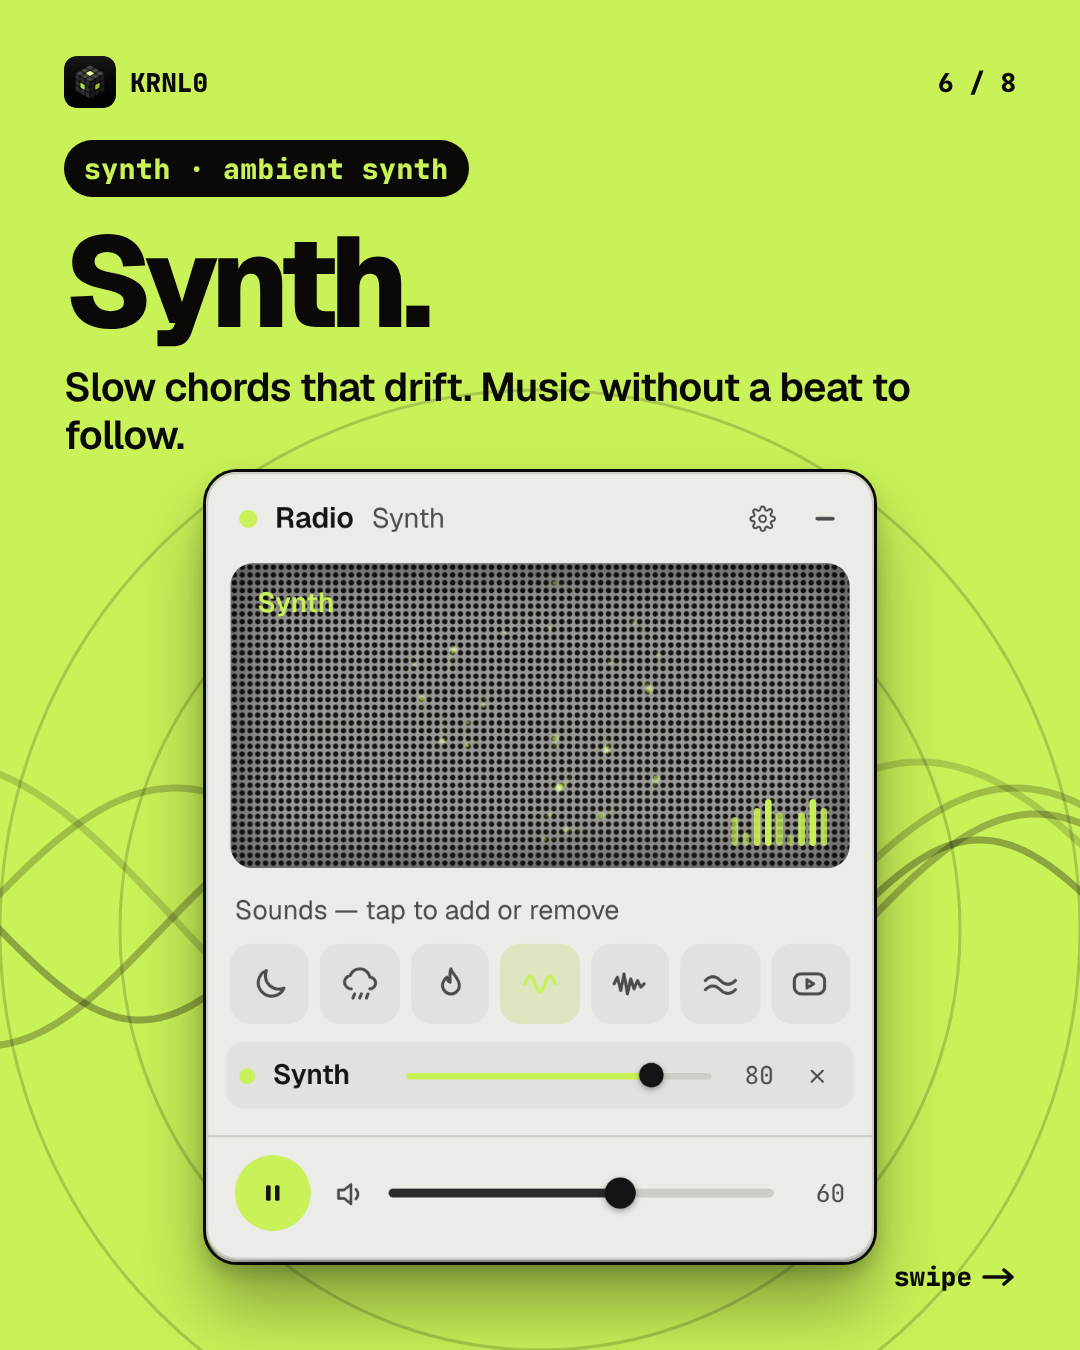 KRNL0
6 / 8
synth · ambient synth
Synth.
Slow chords that drift. Music without a beat to
follow.
Radio Synth
Synth
Sounds — tap to add or remove
Synth 80 ×
60
swipe →